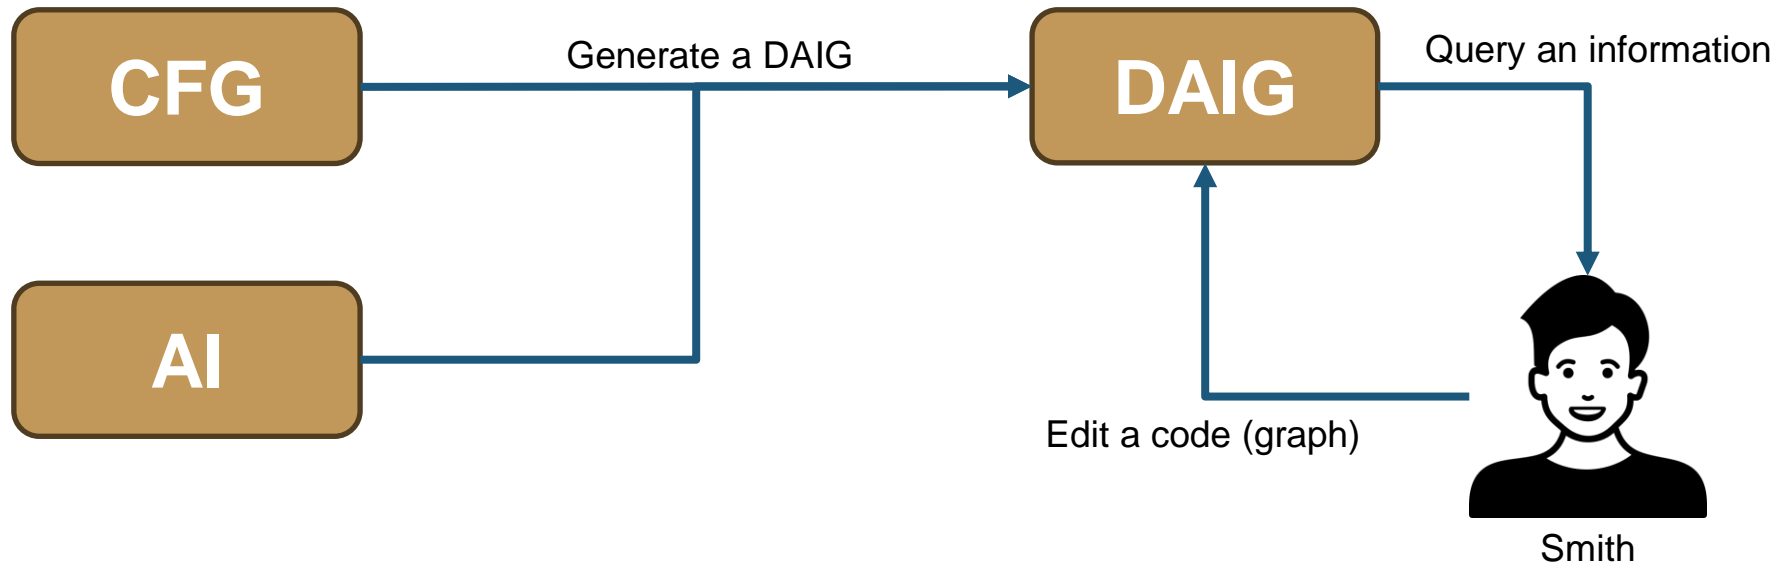 CFG
Generate a DAIG
DAIG
Query an information
AI
Edit a code (graph)
Smith